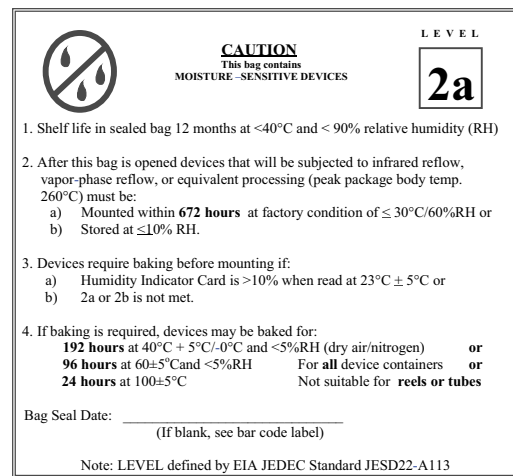 LEVEL
CAUTION
This bag contains
MOISTURE –SENSITIVE DEVICES
2a
1. Shelf life in sealed bag 12 months at <40°C and < 90% relative humidity (RH)
2. After this bag is opened devices that will be subjected to infrared reflow,
vapor-phase reflow, or equivalent processing (peak package body temp.
260°C) must be:
a) Mounted within 672 hours at factory condition of ≤ 30°C/60%RH or
b) Stored at ≤10% RH.
3. Devices require baking before mounting if:
a) Humidity Indicator Card is >10% when read at 23°C ± 5°C or
b) 2a or 2b is not met.
4. If baking is required, devices may be baked for:
192 hours at 40°C + 5°C/-0°C and <5%RH (dry air/nitrogen) or
96 hours at 60±5°Cand <5%RH For all device containers or
24 hours at 100±5°C Not suitable for reels or tubes
Bag Seal Date: ________________________________
(If blank, see bar code label)
Note: LEVEL defined by EIA JEDEC Standard JESD22-A113